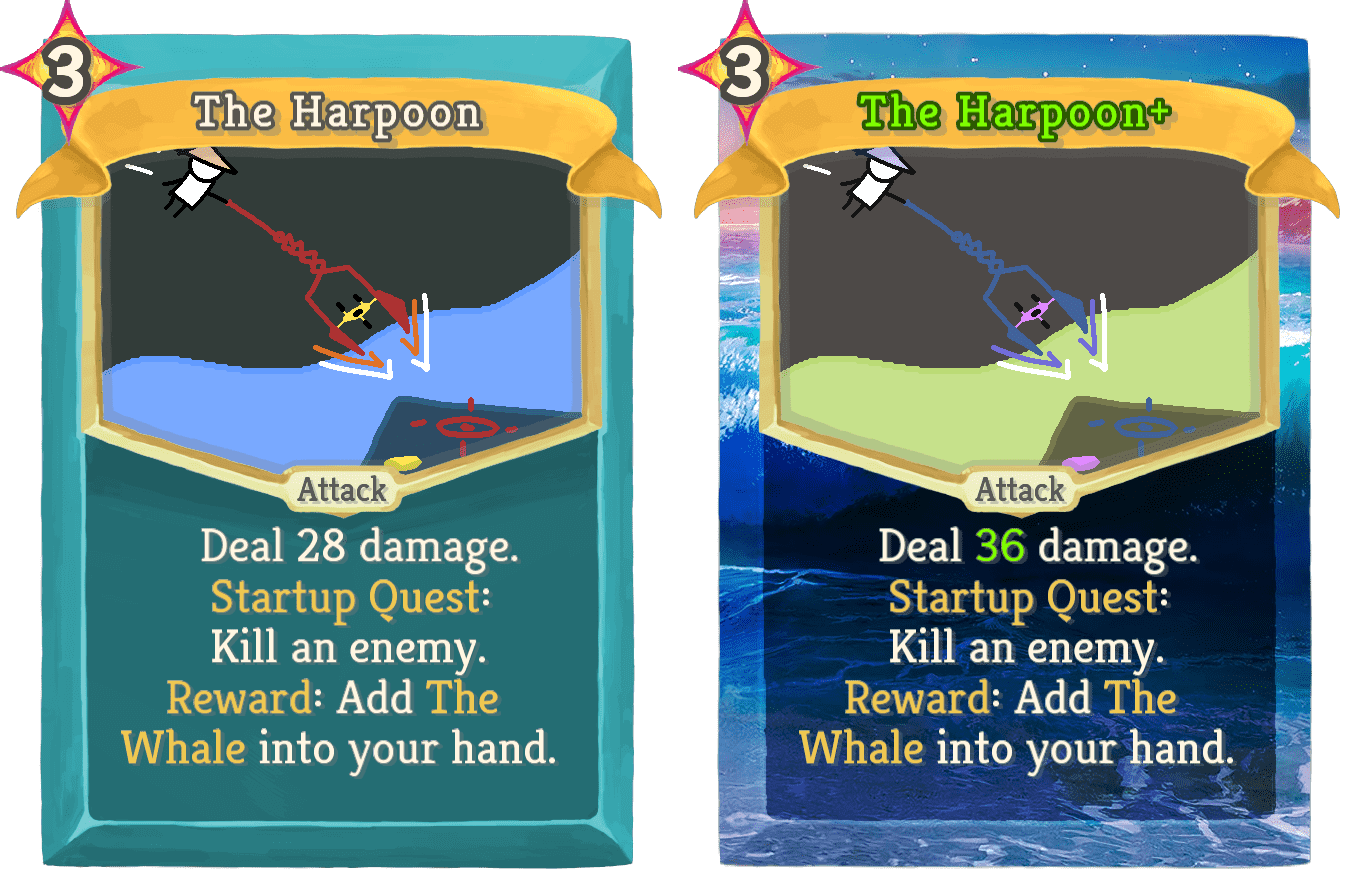 3
The Harpoon
Attack
Deal 28 damage.
Startup Quest:
Kill an enemy.
Reward: Add The
Whale into your hand.
3
The Harpoon+
Attack
Deal 36 damage.
Startup Quest:
Kill an enemy.
Reward: Add The
Whale into your hand.